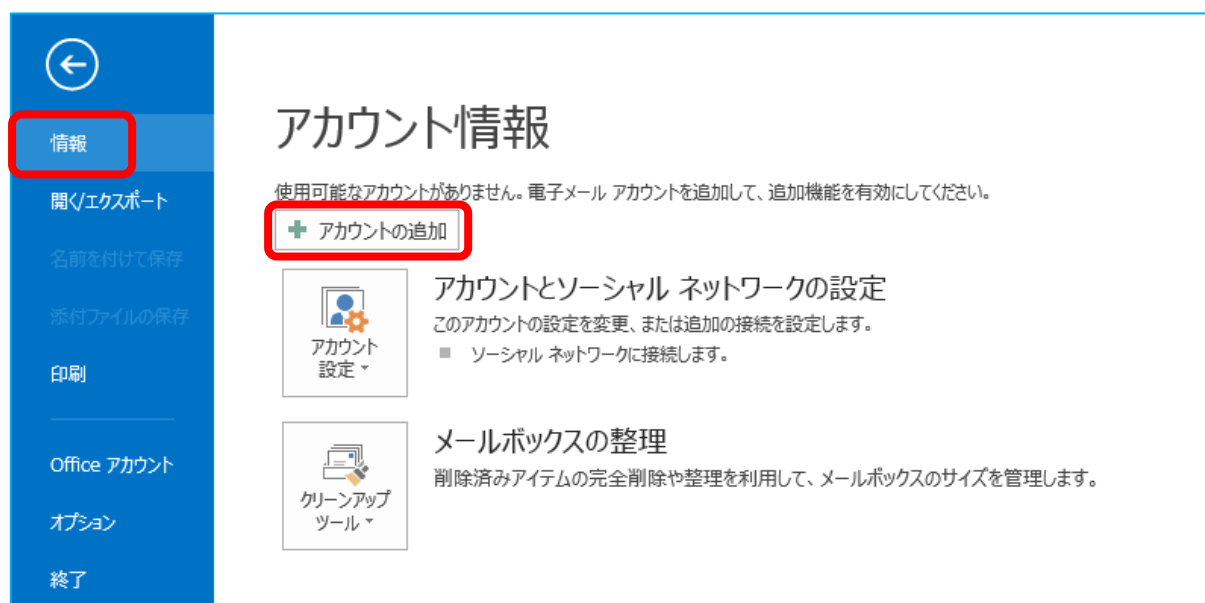 情報
開く/エクスポート
名前を付けて保存
添付ファイルの保存
印刷
Office アカウント
オプション
終了
アカウント情報
使用可能なアカウントがありません。電子メール アカウントを追加して、追加機能を有効にしてください。
アカウントの追加
アカウント
設定
アカウントとソーシャル ネットワークの設定
このアカウントの設定を変更、または追加の接続を設定します。
ソーシャル ネットワークに接続します。
クリーンアップ
ツール
メールボックスの整理
削除済みアイテムの完全削除や整理を利用して、メールボックスのサイズを管理します。